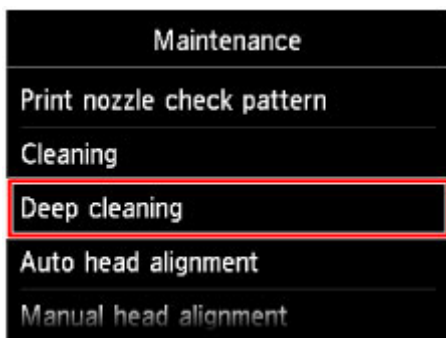 Maintenance
Print nozzle check pattern
Cleaning
Deep cleaning
Auto head alignment
Manual head alignment